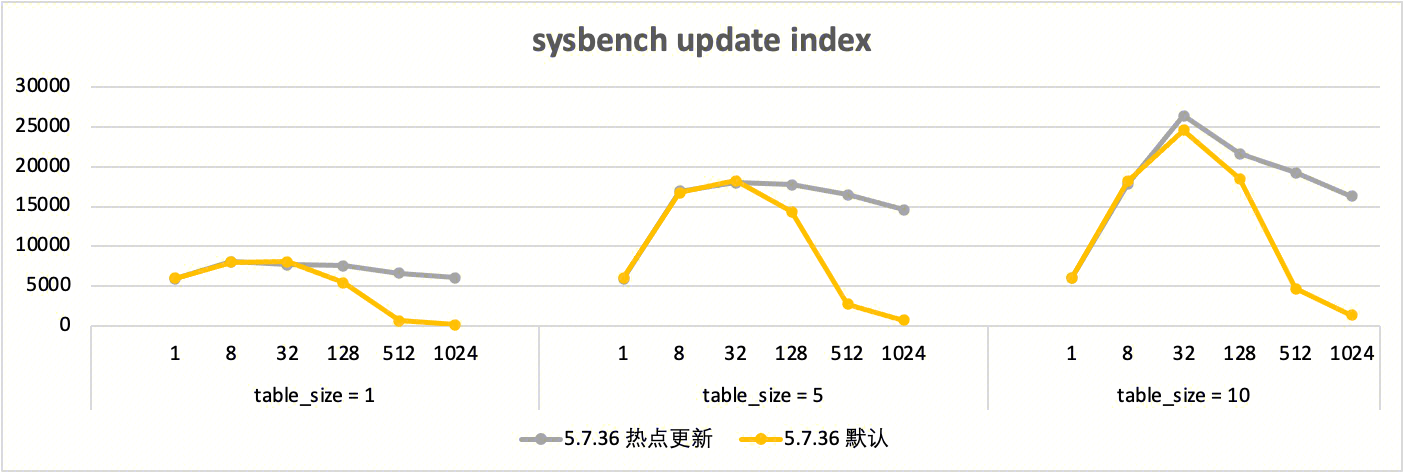 sysbench update index
30000
25000
20000
15000
10000
5000
0
1 8 32 128 512 1024 1 8 32 128 512 1024 1 8 32 128 512 1024
table_size = 1 table_size = 5 table_size = 10
5.7.36 热点更新 5.7.36 默认